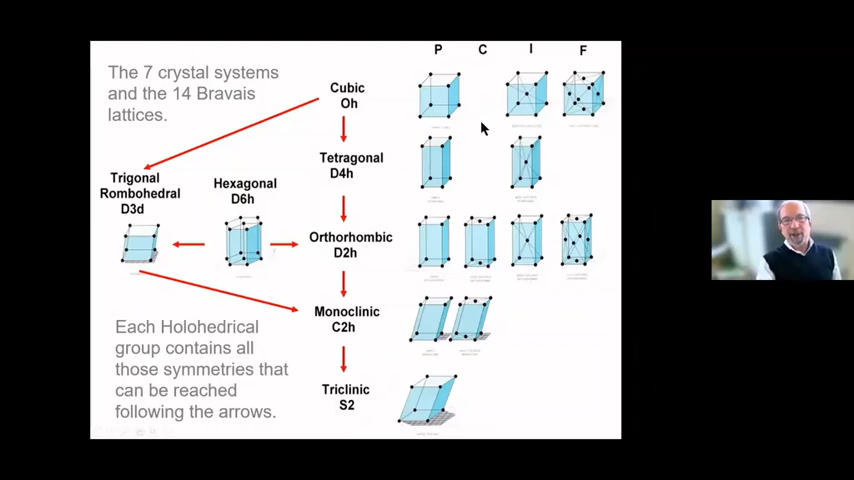 P C I F
The 7 crystal systems
and the 14 Bravais
lattices.
Cubic
Oh
Tetragonal
D4h
Trigonal
Rombohedral
D3d
Hexagonal
D6h
Orthorhombic
D2h
Monoclinic
C2h
Each Holohedrical
group contains all
those symmetries that
can be reached
following the arrows.
Triclinic
S2